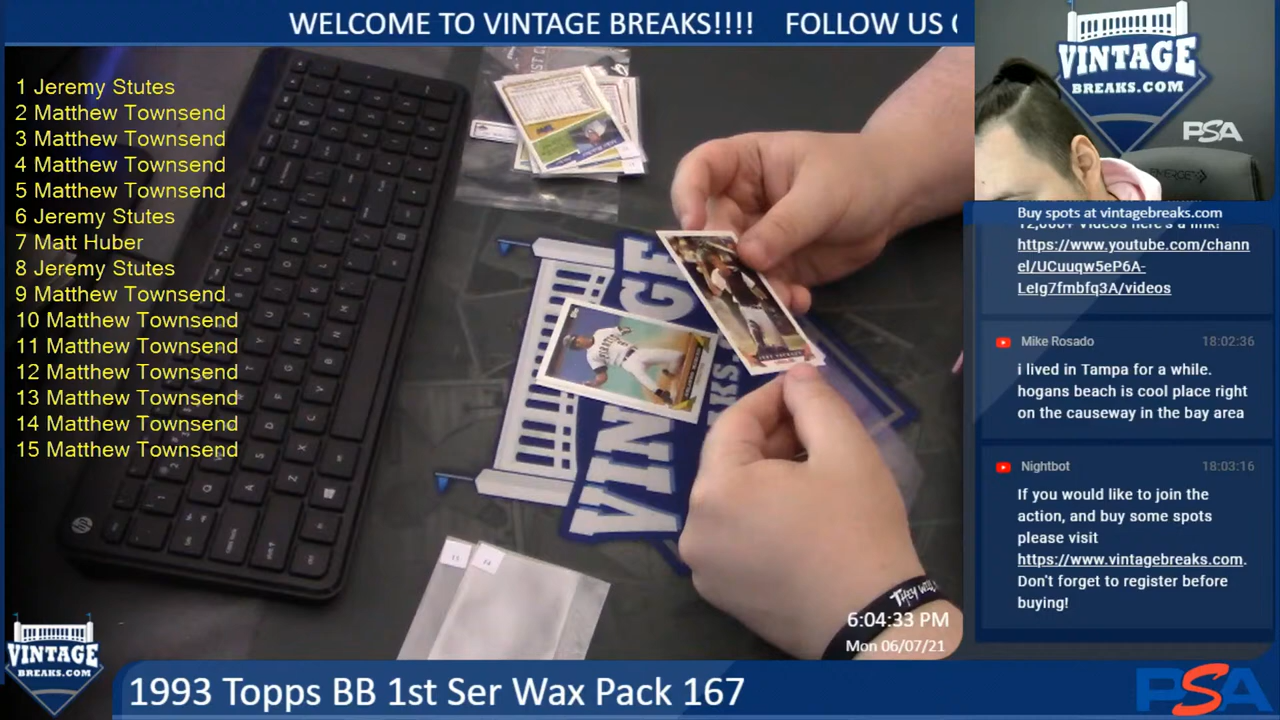 WELCOME TO VINTAGE BREAKS!!!! FOLLOW US
1 Jeremy Stutes
2 Matthew Townsend
3 Matthew Townsend
4 Matthew Townsend
5 Matthew Townsend
6 Jeremy Stutes
7 Matt Huber
8 Jeremy Stutes
9 Matthew Townsend
10 Matthew Townsend
11 Matthew Townsend
12 Matthew Townsend
13 Matthew Townsend
14 Matthew Townsend
15 Matthew Townsend
VINTAGE
BREAKS.COM
PSA
Buy spots at vintagebreaks.com
12,000+ videos here's a link!
https://www.youtube.com/chann
el/UCuuqw5eP6A-
LeIg7fmbfq3A/videos
Mike Rosado 18:02:36
i lived in Tampa for a while.
hogans beach is cool place right
on the causeway in the bay area
Nightbot 18:03:16
If you would like to join the
action, and buy some spots
please visit
https://www.vintagebreaks.com.
Don't forget to register before
buying!
THEY WILL
6:04:33 PM
Mon 06/07/21
VINTAGE
BREAKS.COM
1993 Topps BB 1st Ser Wax Pack 167
PSA